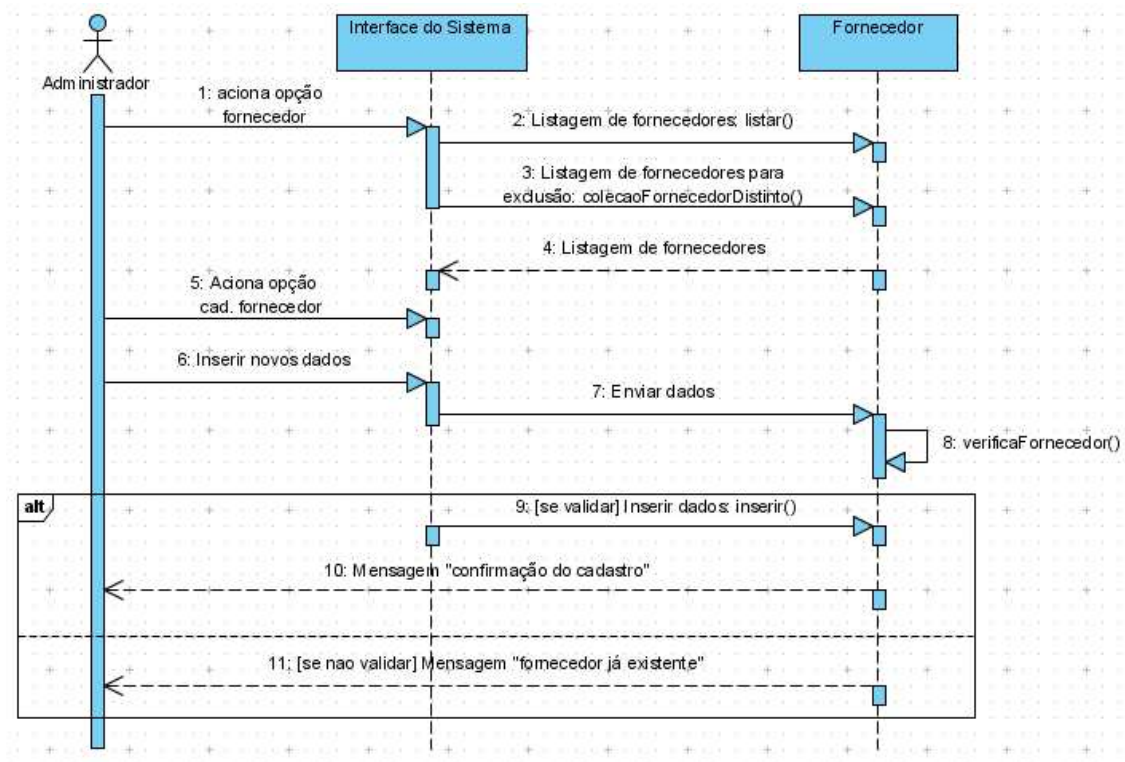 Interface do Sistema
Fornecedor
Administrador
1: aciona opção
fornecedor
2: Listagem de fornecedores: listar()
3: Listagem de fornecedores para
exclusão: colecaoFornecedorDistinto()
4: Listagem de fornecedores
5: Aciona opção
cad. fornecedor
6: Inserir novos dados
7: Enviar dados
8: verificaFornecedor()
alt
9: [se validar] Inserir dados: inserir()
10: Mensagem "confirmação do cadastro"
11: [se nao validar] Mensagem "fornecedor já existente"